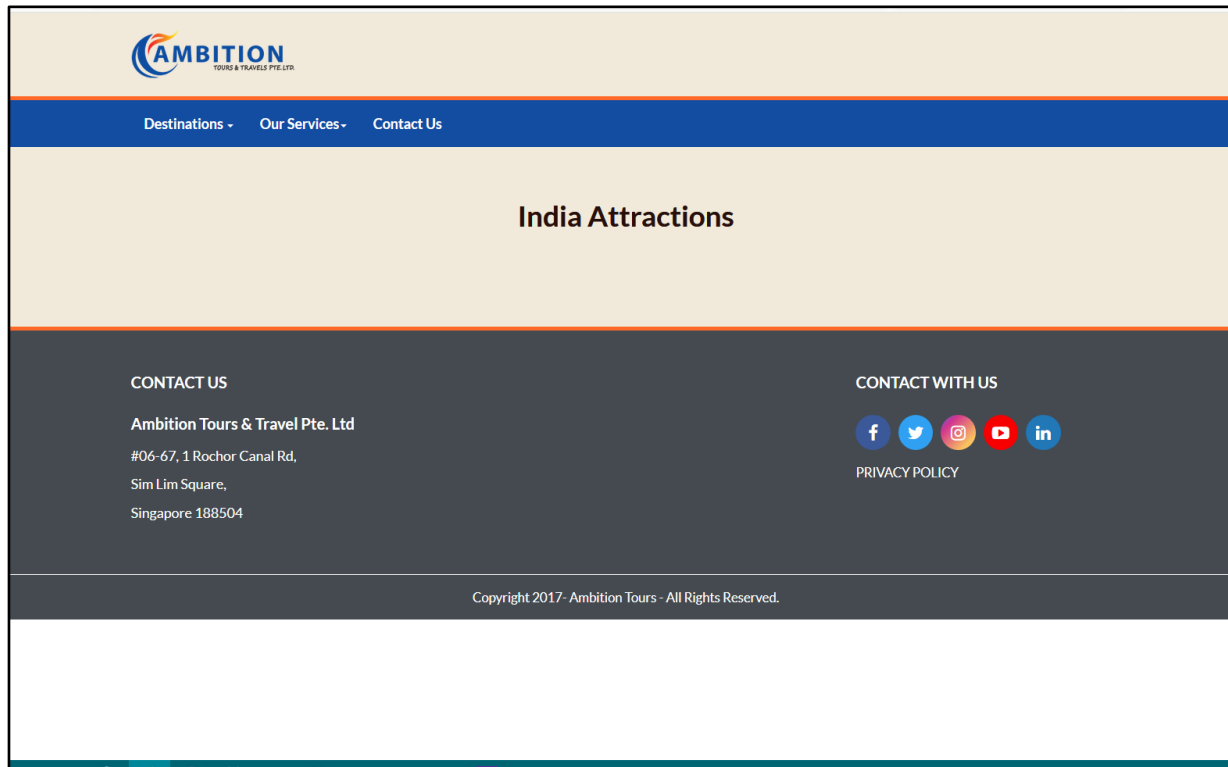 AMBITION
TOURS & TRAVELS PTE.LTD.
Destinations Our Services Contact Us
India Attractions
CONTACT US
Ambition Tours & Travel Pte. Ltd
#06-67, 1 Rochor Canal Rd,
Sim Lim Square,
Singapore 188504
CONTACT WITH US
f in
PRIVACY POLICY
Copyright 2017- Ambition Tours - All Rights Reserved.